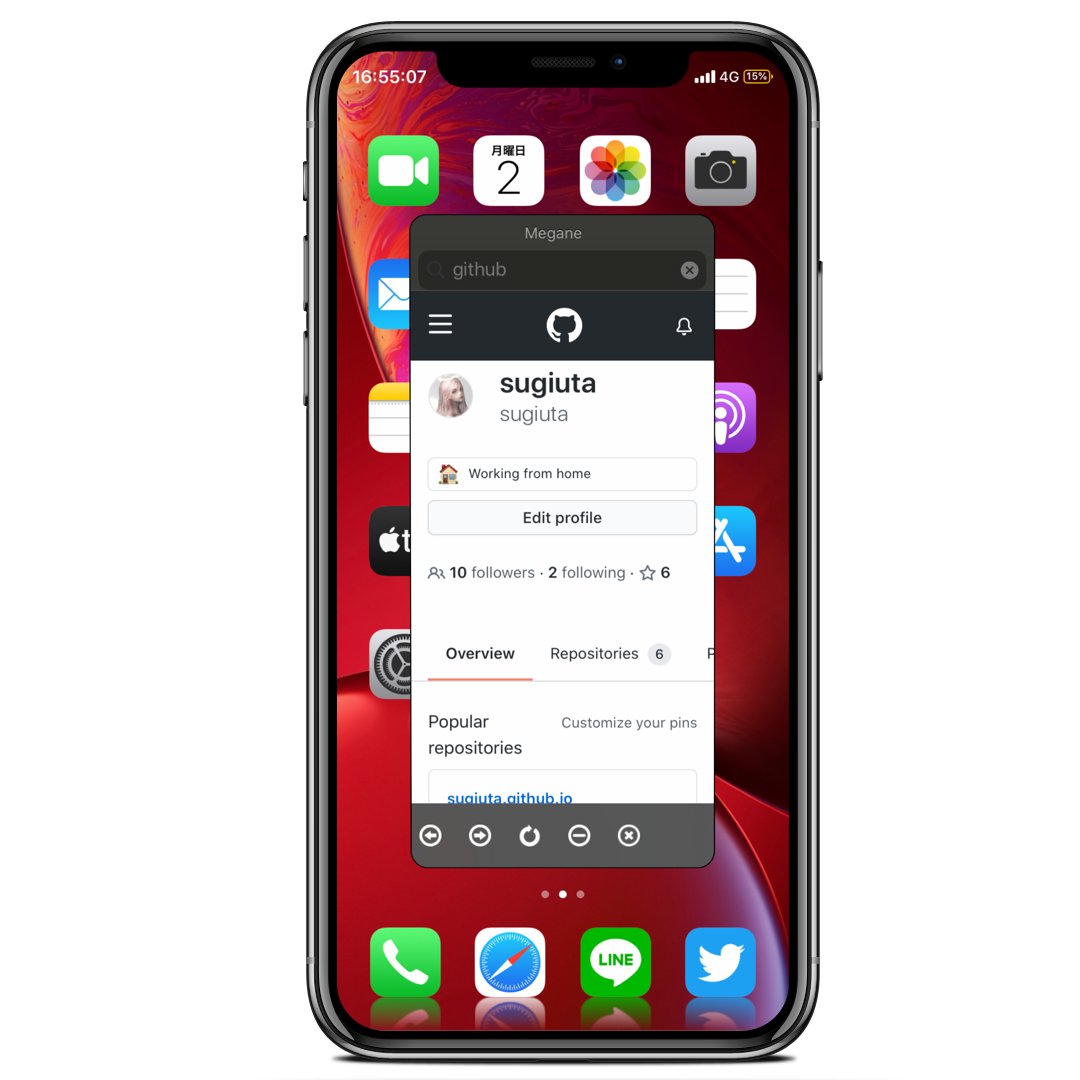 16:55:07
4G 15%
月曜日
2
Megane
github
sugiuta
sugiuta
Working from home
Edit profile
10 followers · 2 following · 6
t
Overview Repositories 6 P
Popular
repositories
Customize your pins
sugiuta.github.io
LINE